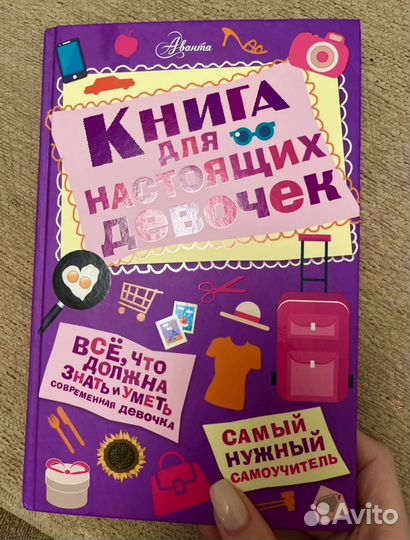 Аванта
Книга
для
настоящих
девочек
Всё, что
должна
знать и уметь
современная девочка
Самый
нужный
самоучитель
Avito